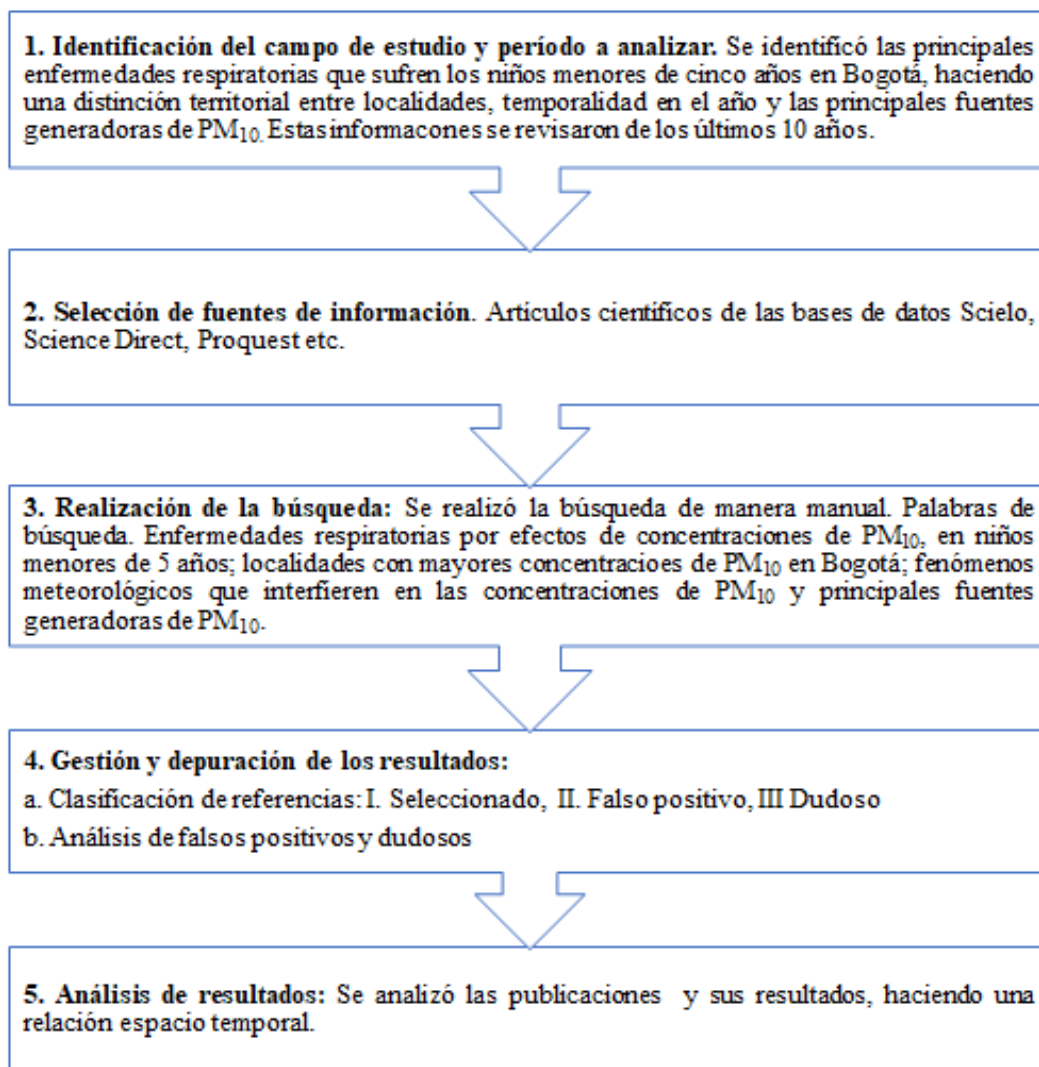 1. Identificación del campo de estudio y período a analizar. Se identificó las principales
enfermedades respiratorias que sufren los niños menores de cinco años en Bogotá, haciendo
una distinción territorial entre localidades, temporalidad en el año y las principales fuentes
generadoras de PM10. Estas informacones se revisaron de los últimos 10 años.
2. Selección de fuentes de información. Artículos científicos de las bases de datos Scielo,
Science Direct, Proquest etc.
3. Realización de la búsqueda: Se realizó la búsqueda de manera manual. Palabras de
búsqueda. Enfermedades respiratorias por efectos de concentraciones de PM10, en niños
menores de 5 años; localidades con mayores concentracioes de PM10 en Bogotá; fenómenos
meteorológicos que interfieren en las concentraciones de PM10 y principales fuentes
generadoras de PM10.
4. Gestión y depuración de los resultados:
a. Clasificación de referencias: I. Seleccionado, II. Falso positivo, III Dudoso
b. Análisis de falsos positivos y dudosos
5. Análisis de resultados: Se analizó las publicaciones y sus resultados, haciendo una
relación espacio temporal.